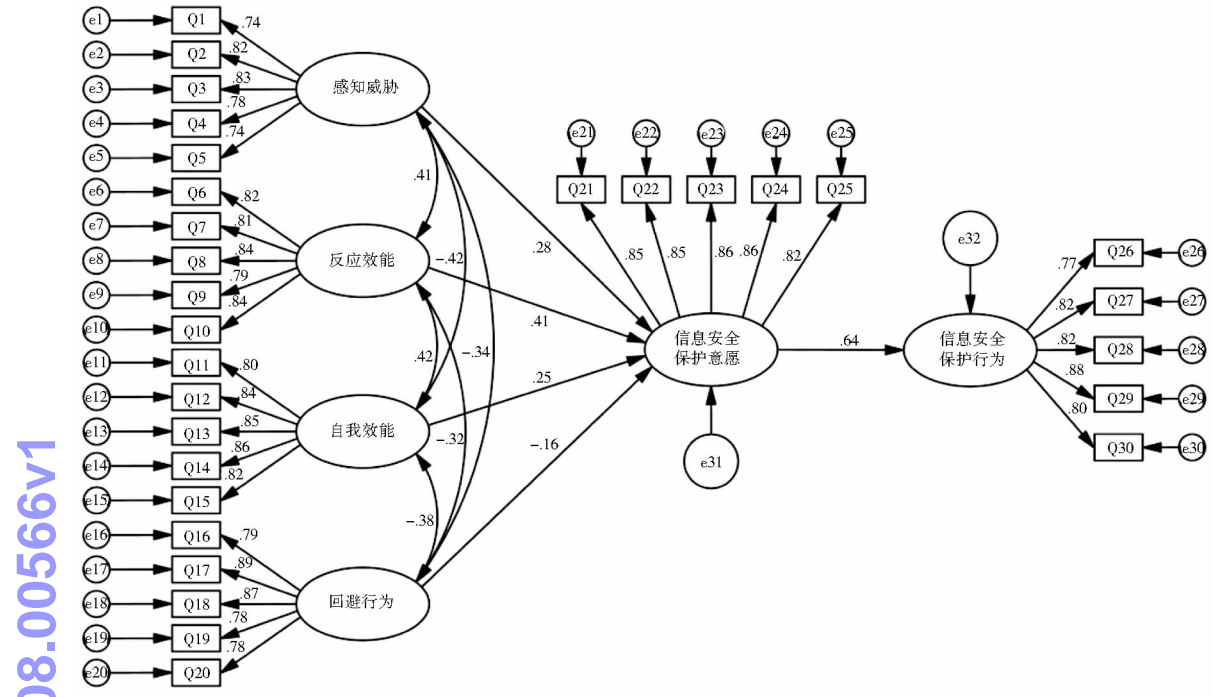 e1 Q1 .74
e2 Q2 .82
e3 Q3 .83
e4 Q4 .78
e5 Q5 .74
感知威胁
e6 Q6 .82
e7 Q7 .81
e8 Q8 .84
e9 Q9 .79
e10 Q10 .84
反应效能
e11 Q11 .80
e12 Q12 .84
e13 Q13 .85
e14 Q14 .86
e15 Q15 .82
自我效能
e16 Q16 .79
e17 Q17 .89
e18 Q18 .87
e19 Q19 .78
e20 Q20 .78
回避行为
.41
-.42
.42
-.34
-.32
-.38
.28
.41
.25
-.16
e21 e22 e23 e24 e25
Q21 Q22 Q23 Q24 Q25
.85 .85 .86 .86 .82
信息安全
保护意愿
e31
.64
e32
信息安全
保护行为
.77 Q26 e26
.82 Q27 e27
.82 Q28 e28
.88 Q29 e29
.80 Q30 e30
08.00566v1